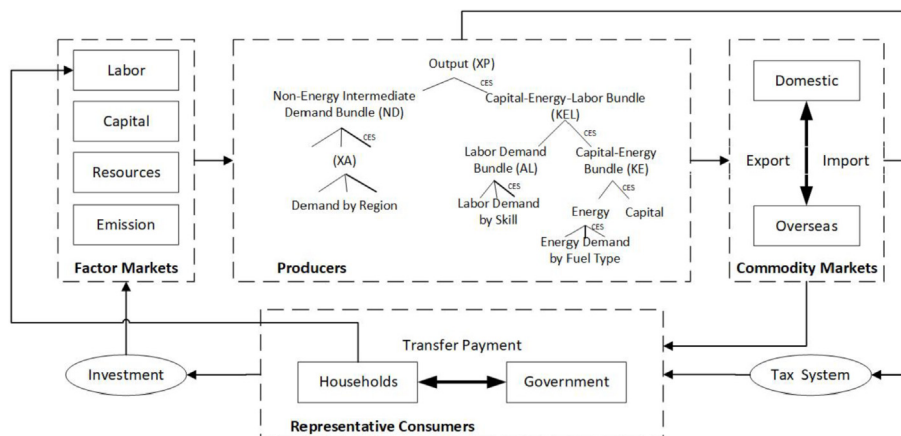 Labor
Capital
Resources
Emission
Factor Markets
Output (XP)
CES
Non-Energy Intermediate
Demand Bundle (ND)
CES
(XA)
Demand by Region
Capital-Energy-Labor Bundle
(KEL)
CES
Labor Demand
Bundle (AL)
CES
Labor Demand
by Skill
Capital-Energy
Bundle (KE)
CES
Energy
Capital
CES
Energy Demand
by Fuel Type
Producers
Domestic
Export
Import
Overseas
Commodity Markets
Investment
Transfer Payment
Households
Government
Representative Consumers
Tax System